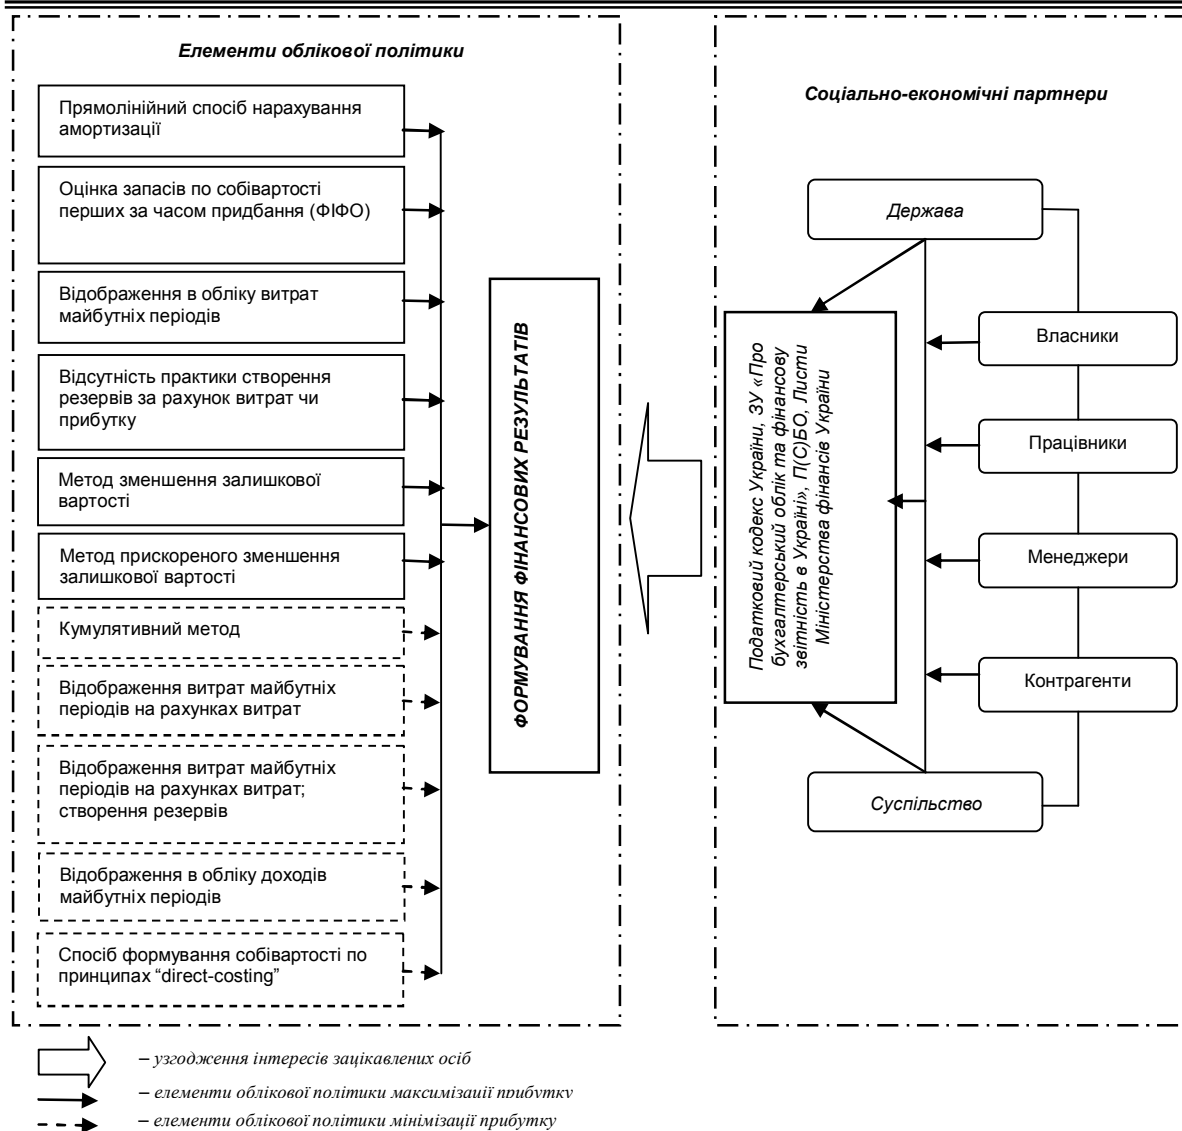 Елементи облікової політики
Прямолінійний спосіб нарахування
амортизації
Оцінка запасів по собівартості
перших за часом придбання (ФІФО)
Відображення в обліку витрат
майбутніх періодів
Відсутність практики створення
резервів за рахунок витрат чи
прибутку
Метод зменшення залишкової
вартості
Метод прискореного зменшення
залишкової вартості
Кумулятивний метод
Відображення витрат майбутніх
періодів на рахунках витрат
Відображення витрат майбутніх
періодів на рахунках витрат;
створення резервів
Відображення в обліку доходів
майбутніх періодів
Спосіб формування собівартості по
принципах “direct-costing”
ФОРМУВАННЯ ФІНАНСОВИХ РЕЗУЛЬТАТІВ
Соціально-економічні партнери
Держава
Податковий кодекс України, ЗУ «Про
бухгалтерський облік та фінансову
звітність в Україні», П(С)БО, Листи
Міністерства фінансів України
Власники
Працівники
Менеджери
Контрагенти
Суспільство
– узгодження інтересів зацікавлених осіб
– елементи облікової політики максимізації прибутку
– елементи облікової політики мінімізації прибутку